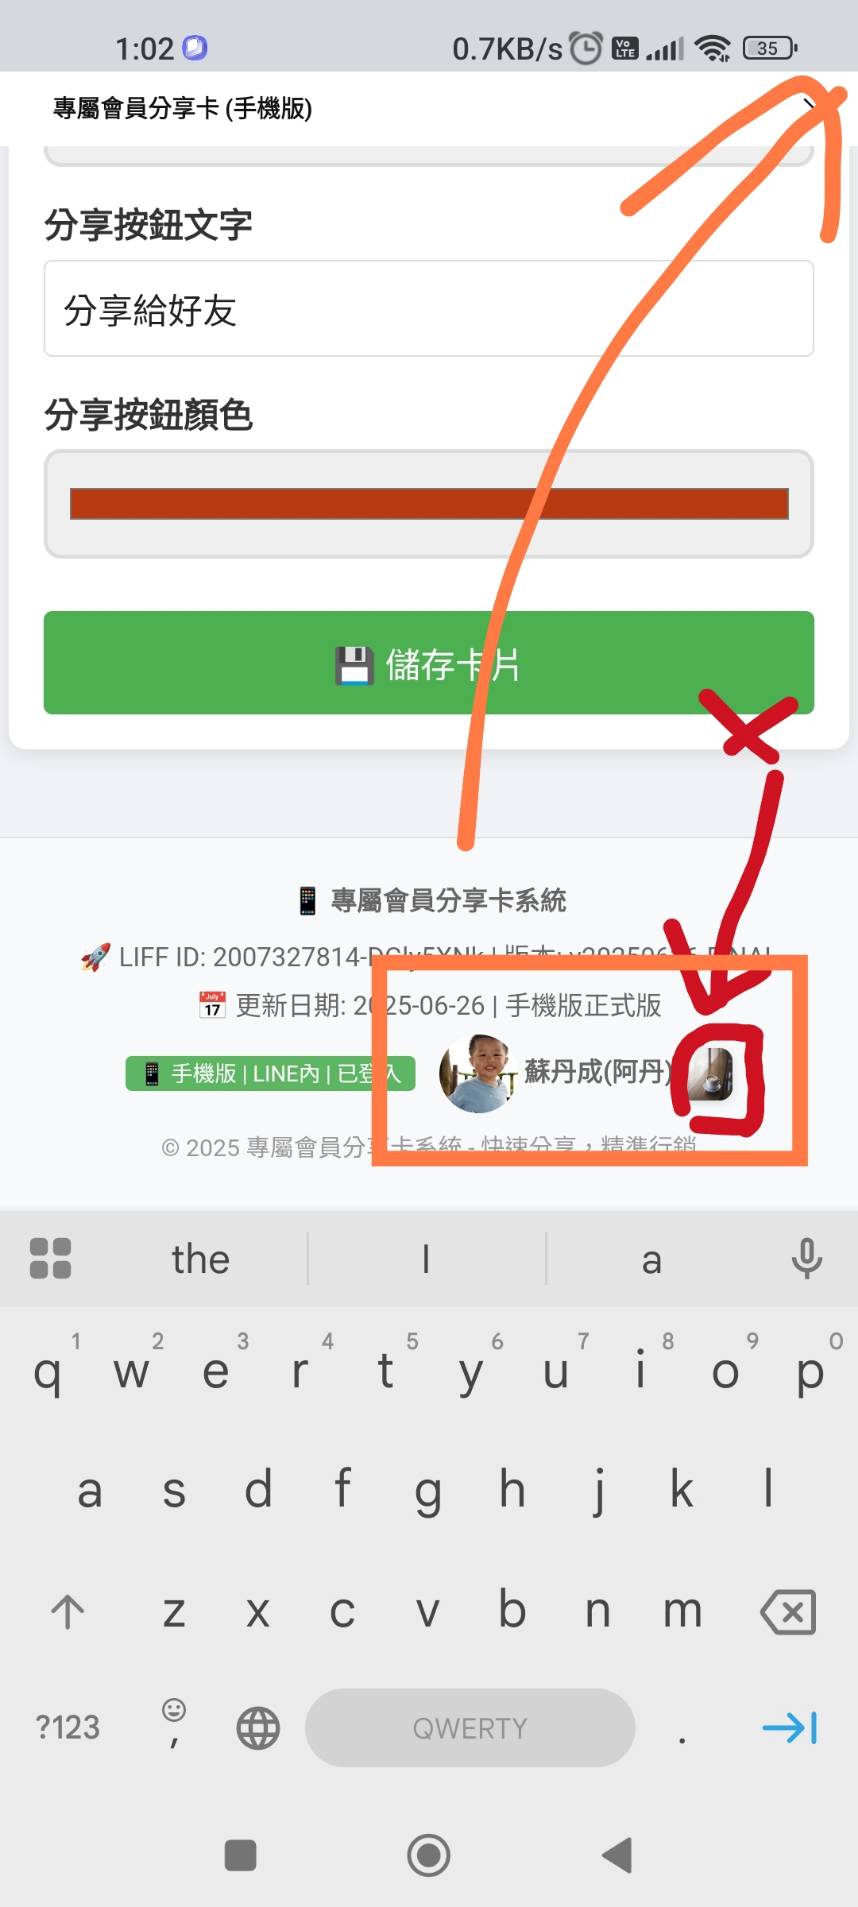 1:02 0.7KB/s Vo LTE 35
專屬會員分享卡 (手機版)
分享按鈕文字
分享給好友
分享按鈕顏色
儲存卡片
專屬會員分享卡系統
LIFF ID: 2007327814-
July 17 更新日期: 2025-06-26 | 手機版正式版
手機版 | LINE內 | 已登入 蘇丹成(阿丹)
© 2025 專屬會員分享卡系統 - 快速分享，精準行銷
the I a
1 2 3 4 5 6 7 8 9 0
q w e r t y u i o p
a s d f g h j k l
z x c v b n m
?123 , QWERTY .